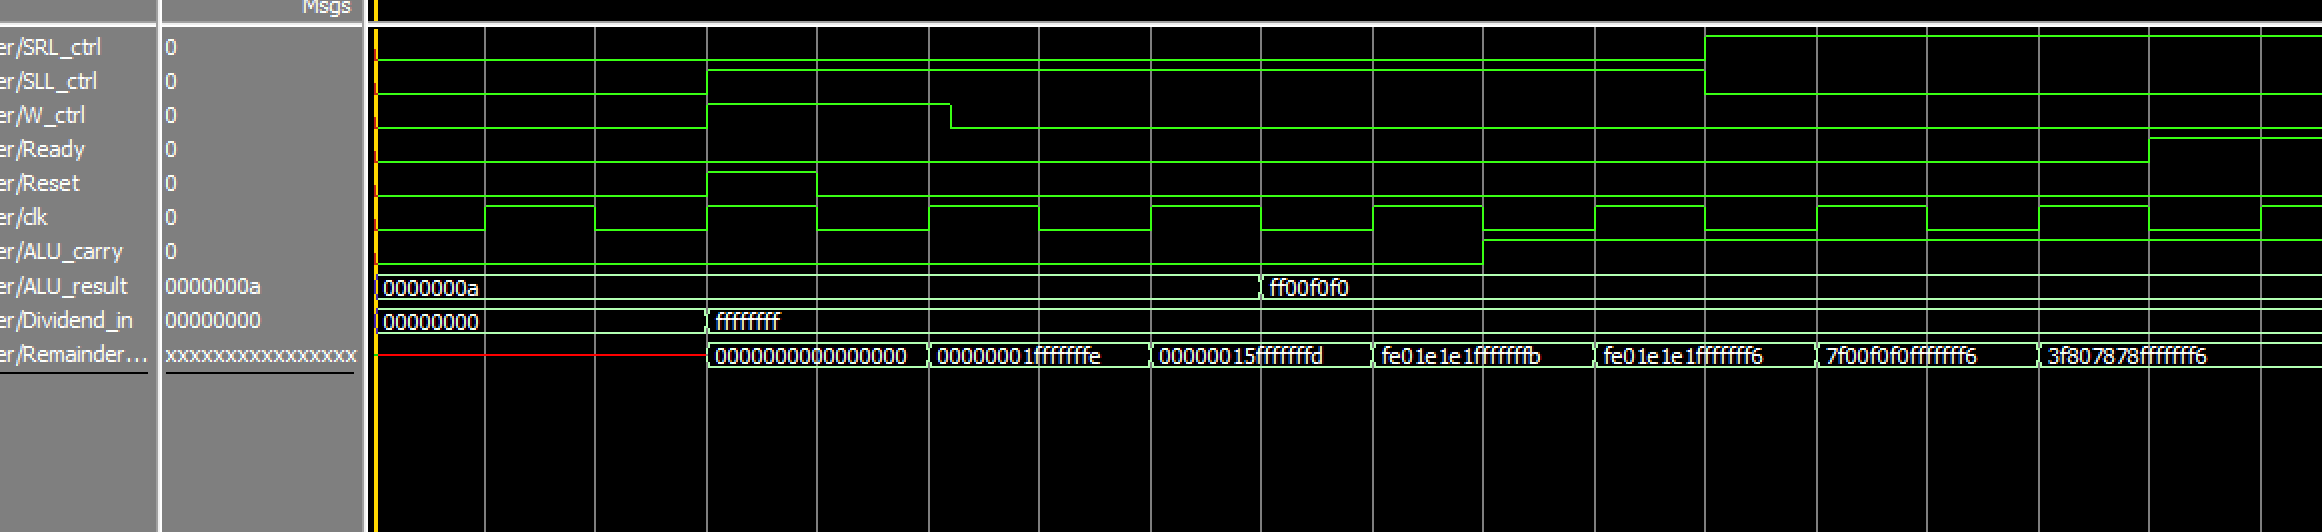 Msgs
er/SRL_ctrl 0
er/SLL_ctrl 0
er/W_ctrl 0
er/Ready 0
er/Reset 0
er/clk 0
er/ALU_carry 0
er/ALU_result 0000000a 0000000a ff00f0f0
er/Dividend_in 00000000 00000000 ffffffff
er/Remainder... xxxxxxxxxxxxxxxx 0000000000000000 00000001fffffffe 00000015fffffffd fe01e1e1fffffffb fe01e1e1fffffff6 7f00f0f0fffffff6 3f807878fffffff6